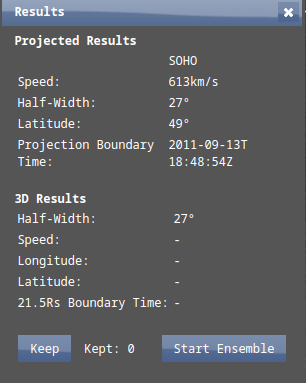 Results
Projected Results
SOHO
Speed: 613km/s
Half-Width: 27°
Latitude: 49°
Projection Boundary 2011-09-13T
Time: 18:48:54Z
3D Results
Half-Width: 27°
Speed: -
Longitude: -
Latitude: -
21.5Rs Boundary Time: -
Keep Kept: 0 Start Ensemble